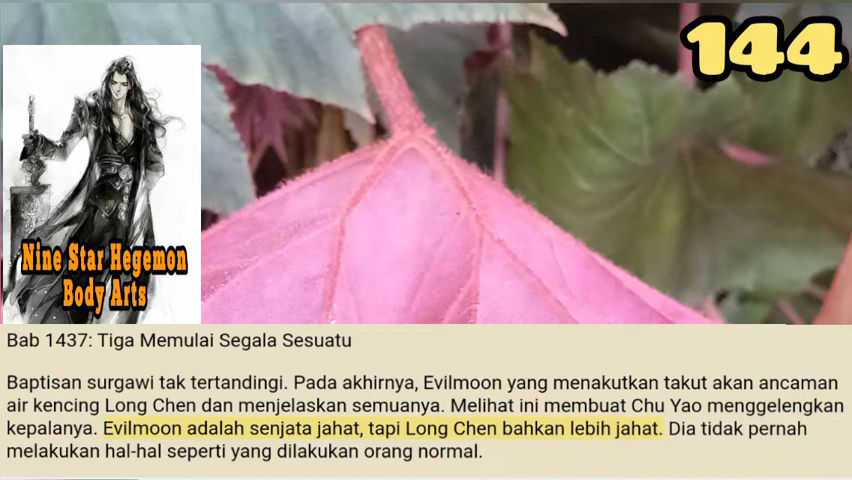 144
Nine Star Hegemon
Body Arts
Bab 1437: Tiga Memulai Segala Sesuatu
Baptisan surgawi tak tertandingi. Pada akhirnya, Evilmoon yang menakutkan takut akan ancaman
air kencing Long Chen dan menjelaskan semuanya. Melihat ini membuat Chu Yao menggelengkan
kepalanya. Evilmoon adalah senjata jahat, tapi Long Chen bahkan lebih jahat. Dia tidak pernah
melakukan hal-hal seperti yang dilakukan orang normal.